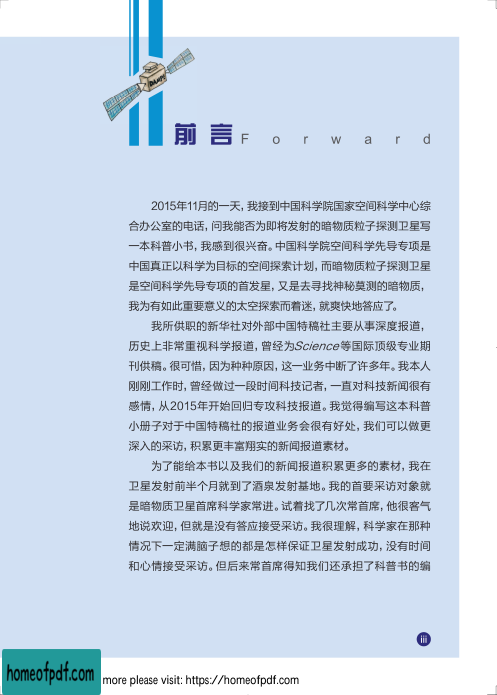 DAMPE
前 言 Forward
2015年11月的一天，我接到中国科学院国家空间科学中心综
合办公室的电话，问我能否为即将发射的暗物质粒子探测卫星写
一本科普小书，我感到很兴奋。中国科学院空间科学先导专项是
中国真正以科学为目标的空间探索计划，而暗物质粒子探测卫星
是空间科学先导专项的首发星，又是去寻找神秘莫测的暗物质，
我为有如此重要意义的太空探索而着迷，就爽快地答应了。
我所供职的新华社对外部中国特稿社主要从事深度报道，
历史上非常重视科学报道，曾经为Science等国际顶级专业期
刊供稿。很可惜，因为种种原因，这一业务中断了许多年。我本人
刚刚工作时，曾经做过一段时间科技记者，一直对科技新闻很有
感情，从2015年开始回归专攻科技报道。我觉得编写这本科普
小册子对于中国特稿社的报道业务会很有好处，我们可以做更
深入的采访，积累更丰富翔实的新闻报道素材。
为了能给本书以及我们的新闻报道积累更多的素材，我在
卫星发射前半个月就到了酒泉发射基地。我的首要采访对象就
是暗物质卫星首席科学家常进。试着找了几次常首席，他很客气
地说欢迎，但就是没有答应接受采访。我很理解，科学家在那种
情况下一定满脑子想的都是怎样保证卫星发射成功，没有时间
和心情接受采访。但后来常首席得知我们还承担了科普书的编
iii
homeofpdf.com more please visit: https://homeofpdf.com